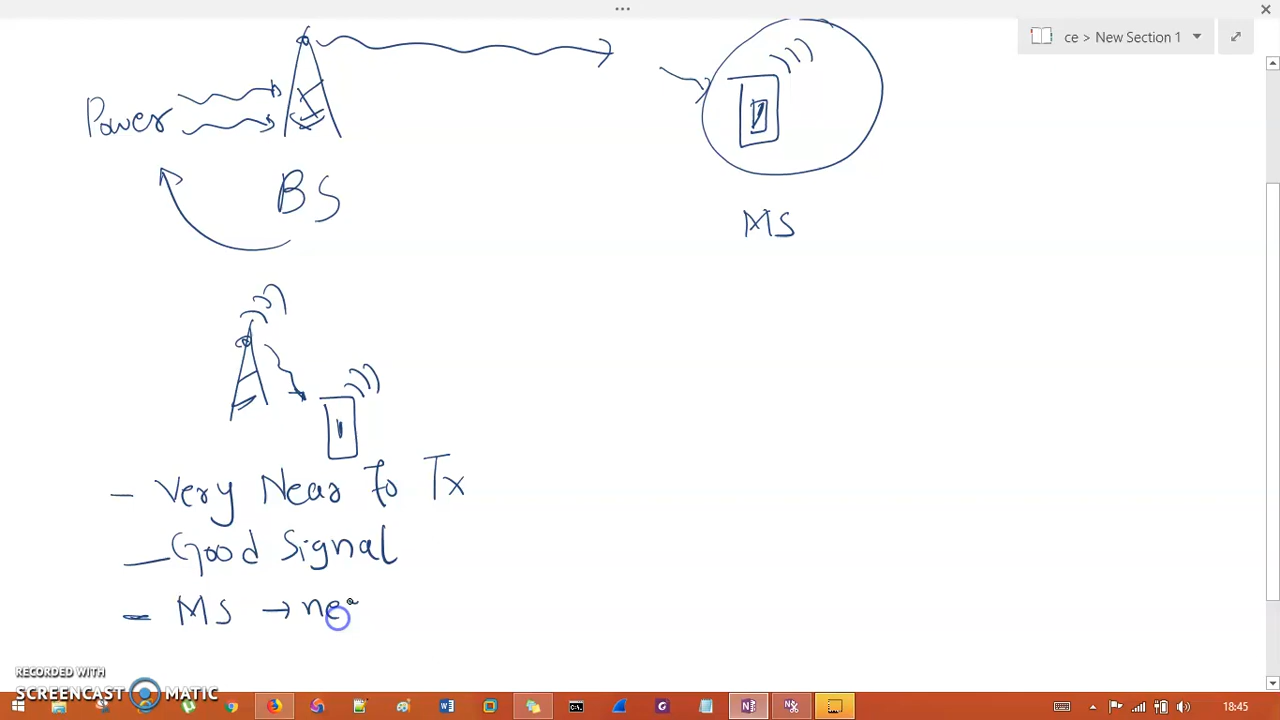 ce > New Section 1
Power
BS
MS
- Very Near to Tx
- Good Signal
- MS → nea
RECORDED WITH
SCREENCAST MATIC
18:45